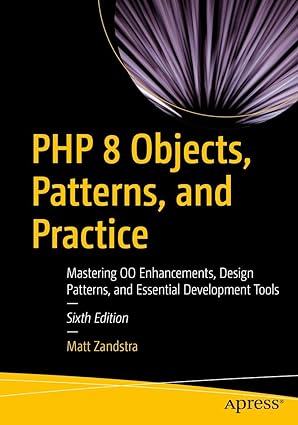 PHP 8 Objects,
Patterns, and
Practice
Mastering OO Enhancements, Design
Patterns, and Essential Development Tools
—
Sixth Edition
—
Matt Zandstra
Apress®